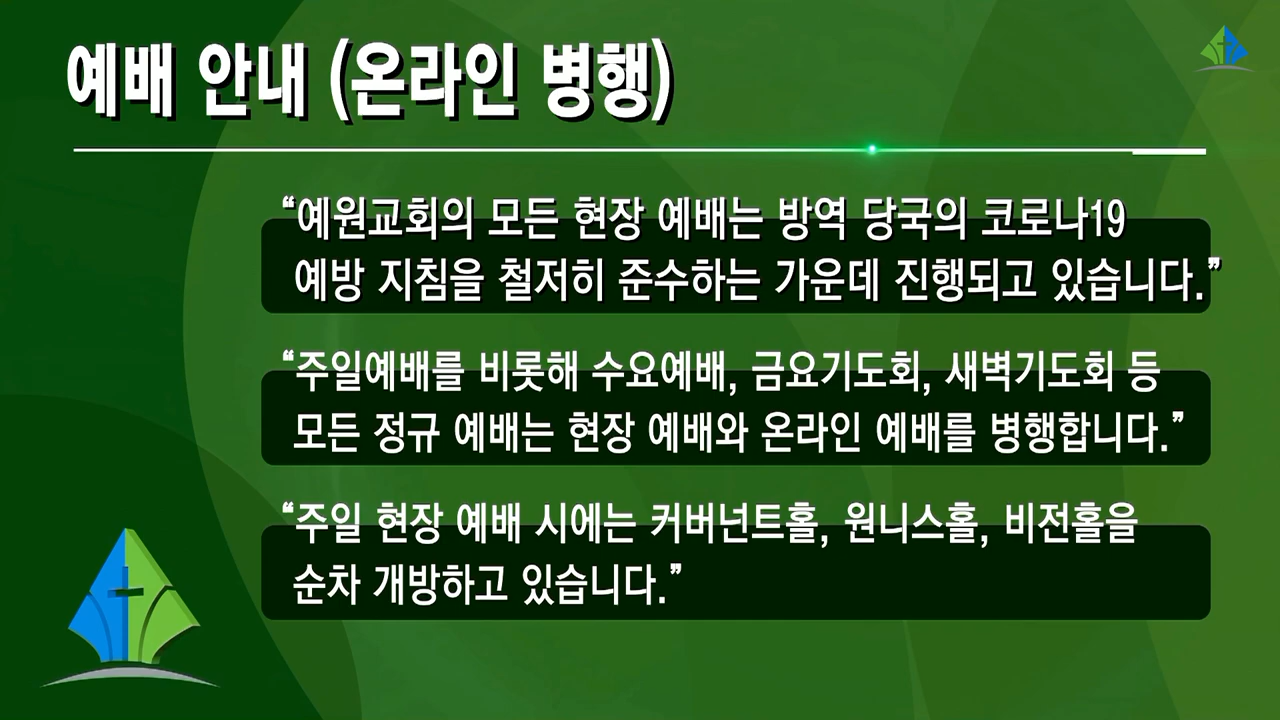 예배 안내 (온라인 병행)
“예원교회의 모든 현장 예배는 방역 당국의 코로나19
예방 지침을 철저히 준수하는 가운데 진행되고 있습니다.”
“주일예배를 비롯해 수요예배, 금요기도회, 새벽기도회 등
모든 정규 예배는 현장 예배와 온라인 예배를 병행합니다.”
“주일 현장 예배 시에는 커버넌트홀, 원니스홀, 비전홀을
순차 개방하고 있습니다.”